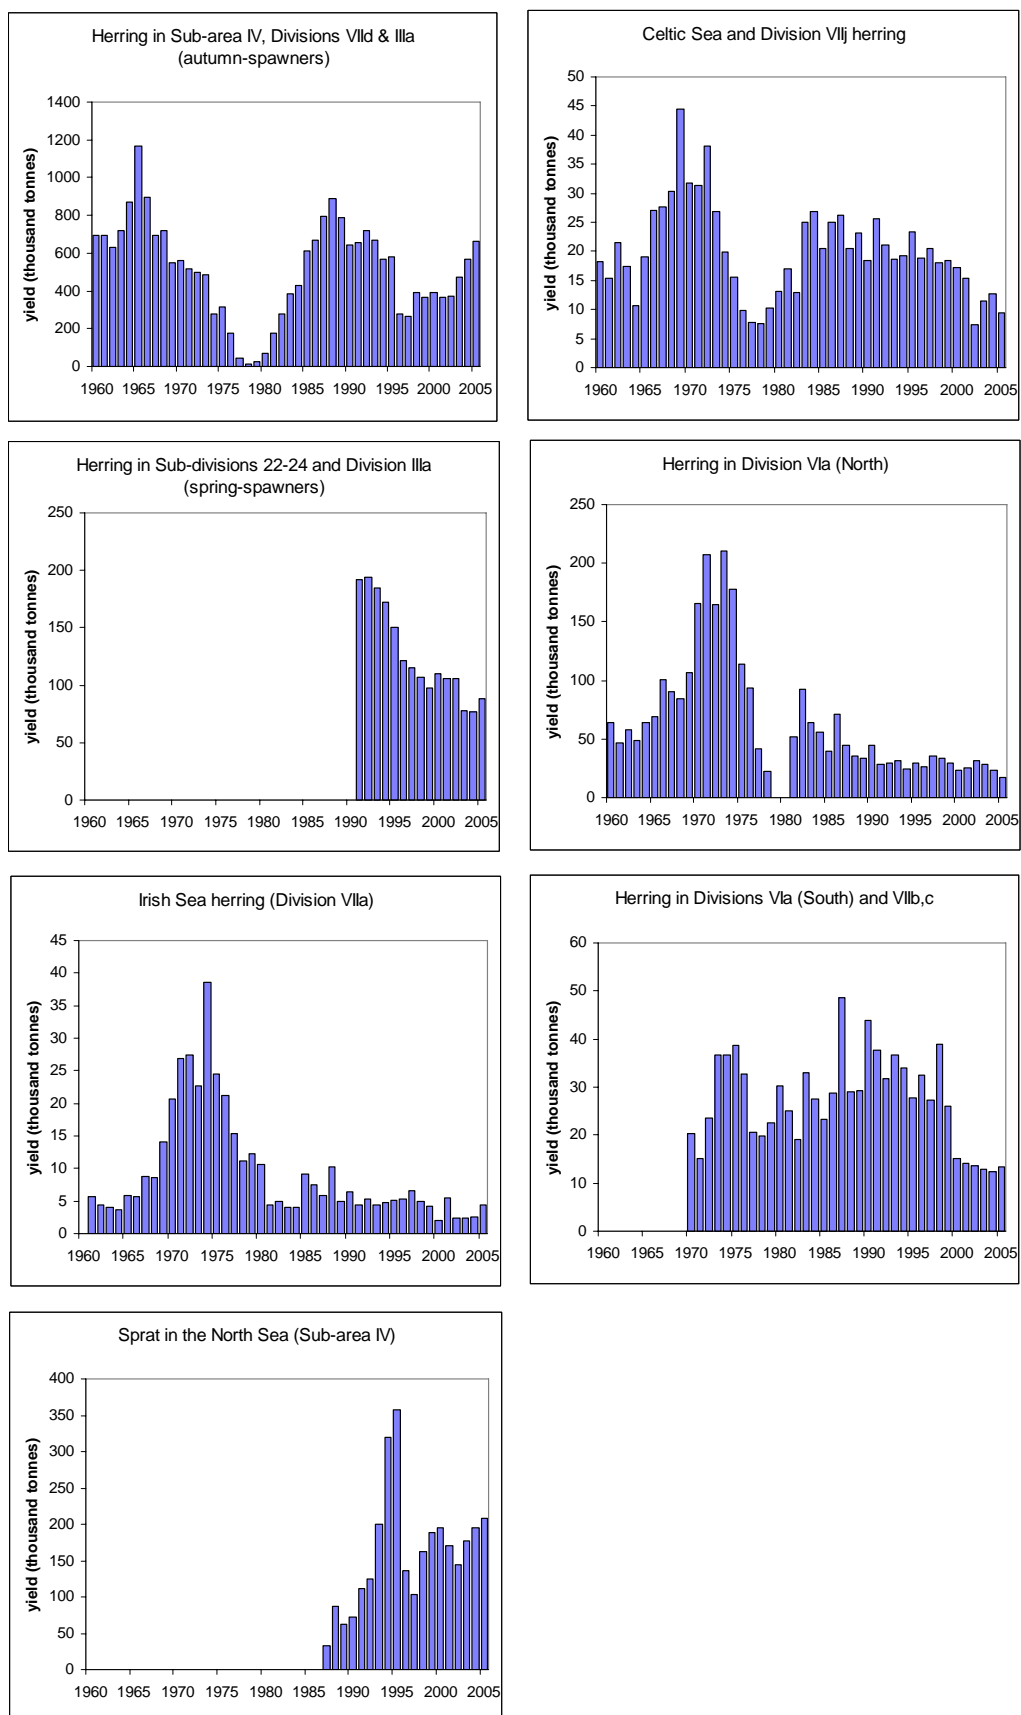 Herring in Sub-area IV, Divisions VIId & IIIa
(autumn-spawners)
yield (thousand tonnes)
1400
1200
1000
800
600
400
200
0
1960 1965 1970 1975 1980 1985 1990 1995 2000 2005
Celtic Sea and Division VIIj herring
yield (thousand tonnes)
50
45
40
35
30
25
20
15
10
5
0
1960 1965 1970 1975 1980 1985 1990 1995 2000 2005
Herring in Sub-divisions 22-24 and Division IIIa
(spring-spawners)
yield (thousand tonnes)
250
200
150
100
50
0
1960 1965 1970 1975 1980 1985 1990 1995 2000 2005
Herring in Division VIa (North)
yield (thousand tonnes)
250
200
150
100
50
0
1960 1965 1970 1975 1980 1985 1990 1995 2000 2005
Irish Sea herring (Division VIIa)
yield (thousand tonnes)
45
40
35
30
25
20
15
10
5
0
1960 1965 1970 1975 1980 1985 1990 1995 2000 2005
Herring in Divisions VIa (South) and VIIb,c
yield (thousand tonnes)
60
50
40
30
20
10
0
1960 1965 1970 1975 1980 1985 1990 1995 2000 2005
Sprat in the North Sea (Sub-area IV)
yield (thousand tonnes)
400
350
300
250
200
150
100
50
0
1960 1965 1970 1975 1980 1985 1990 1995 2000 2005